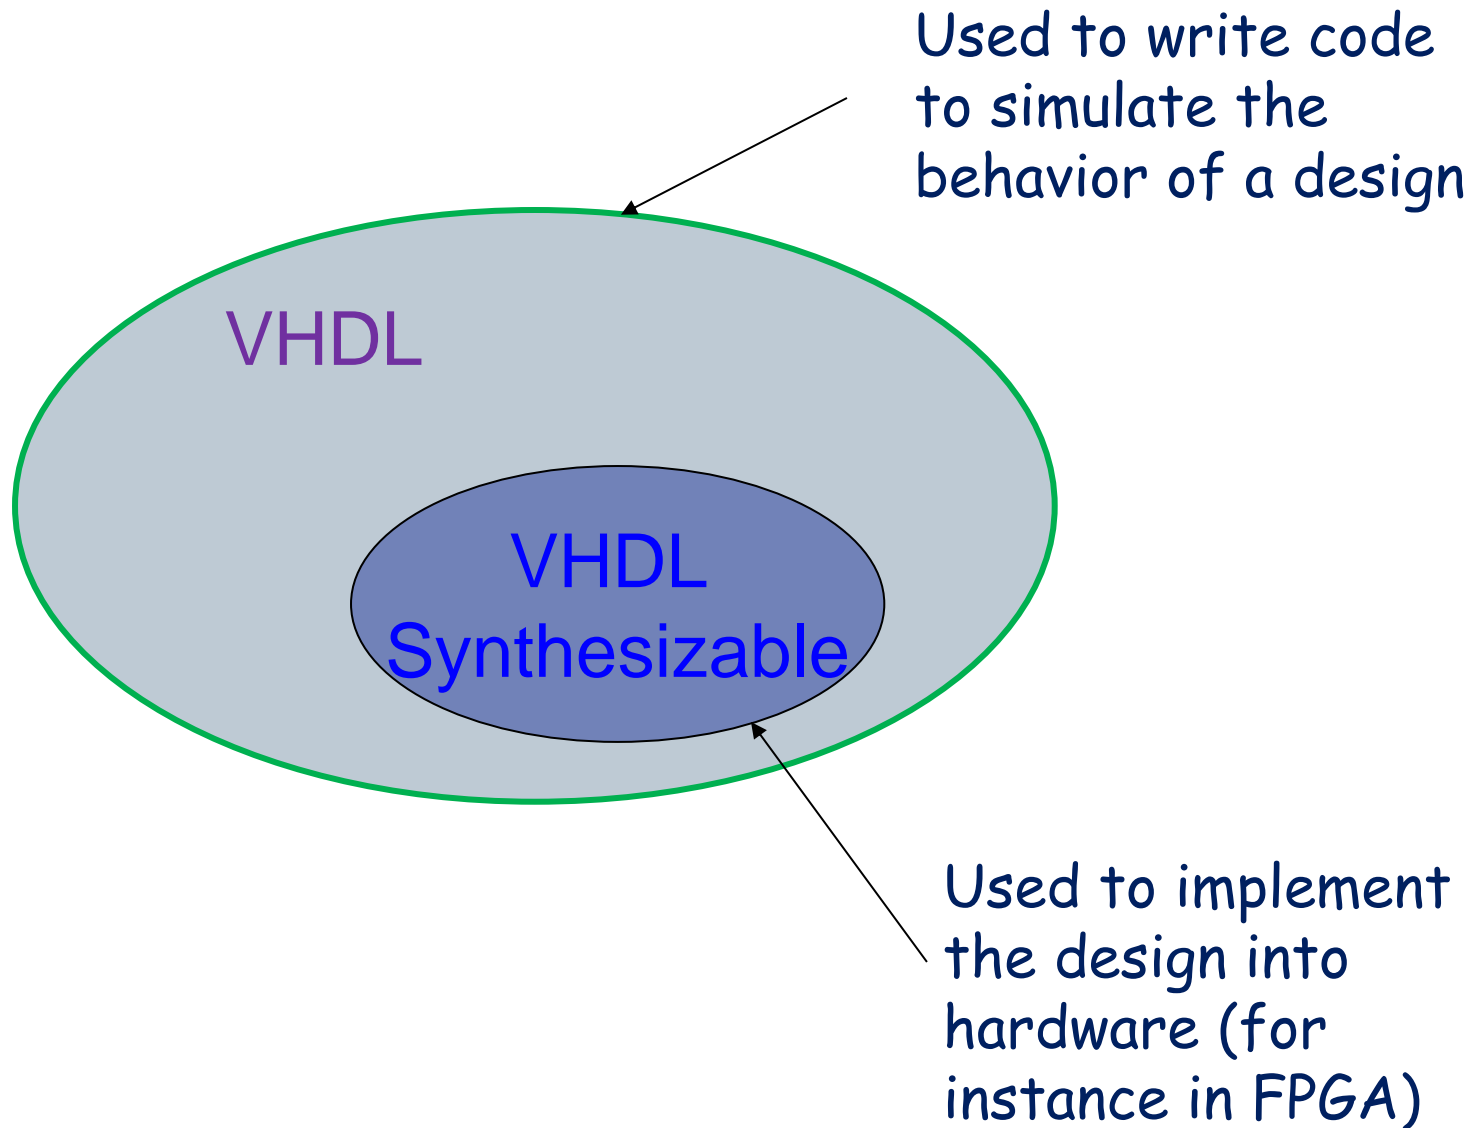 Used to write code
to simulate the
behavior of a design
VHDL
VHDL
Synthesizable
Used to implement
the design into
hardware (for
instance in FPGA)